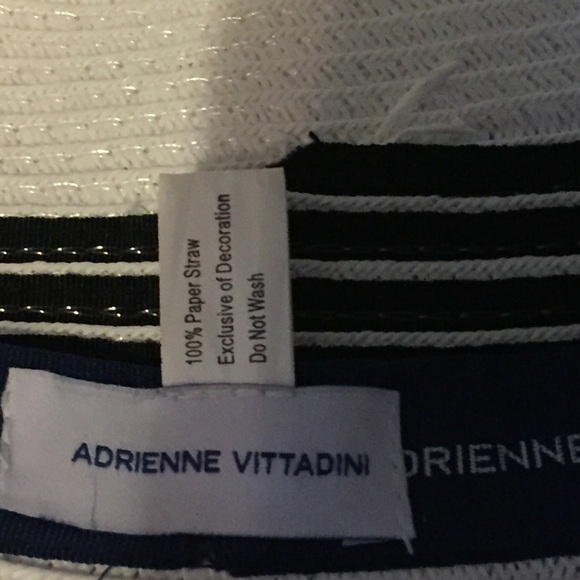 100% Paper Straw
Exclusive of Decoration
Do Not Wash
ADRIENNE VITTADINI
DRIENNE